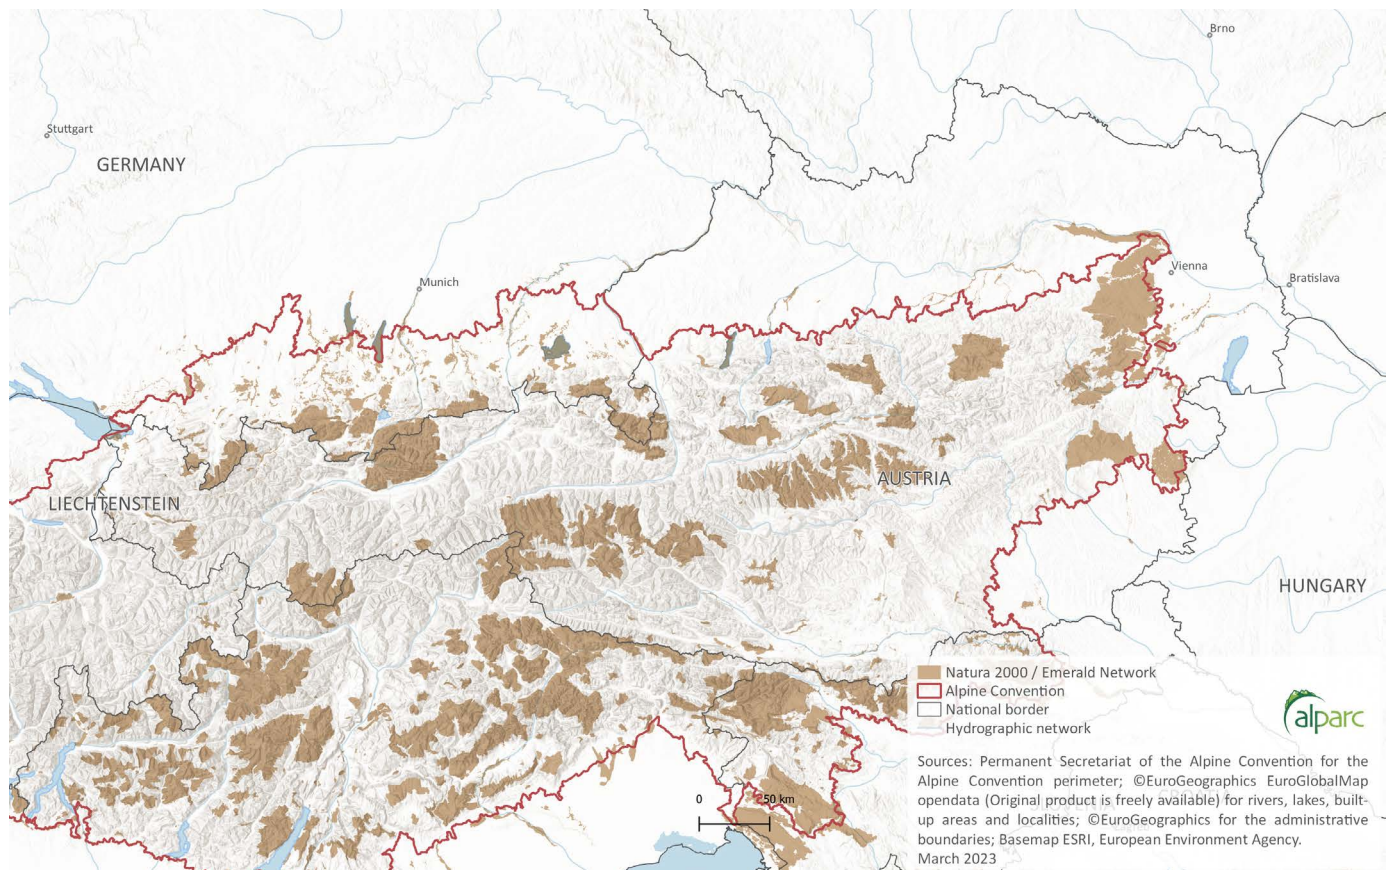 Brno
Stuttgart
GERMANY
Munich
Vienna
Bratislava
LIECHTENSTEIN
AUSTRIA
HUNGARY
Natura 2000 / Emerald Network
Alpine Convention
National border
Hydrographic network
alparc
0 50 km
Sources: Permanent Secretariat of the Alpine Convention for the
Alpine Convention perimeter; ©EuroGeographics EuroGlobalMap
opendata (Original product is freely available) for rivers, lakes, built-
up areas and localities; ©EuroGeographics for the administrative
boundaries; Basemap ESRI, European Environment Agency.
March 2023